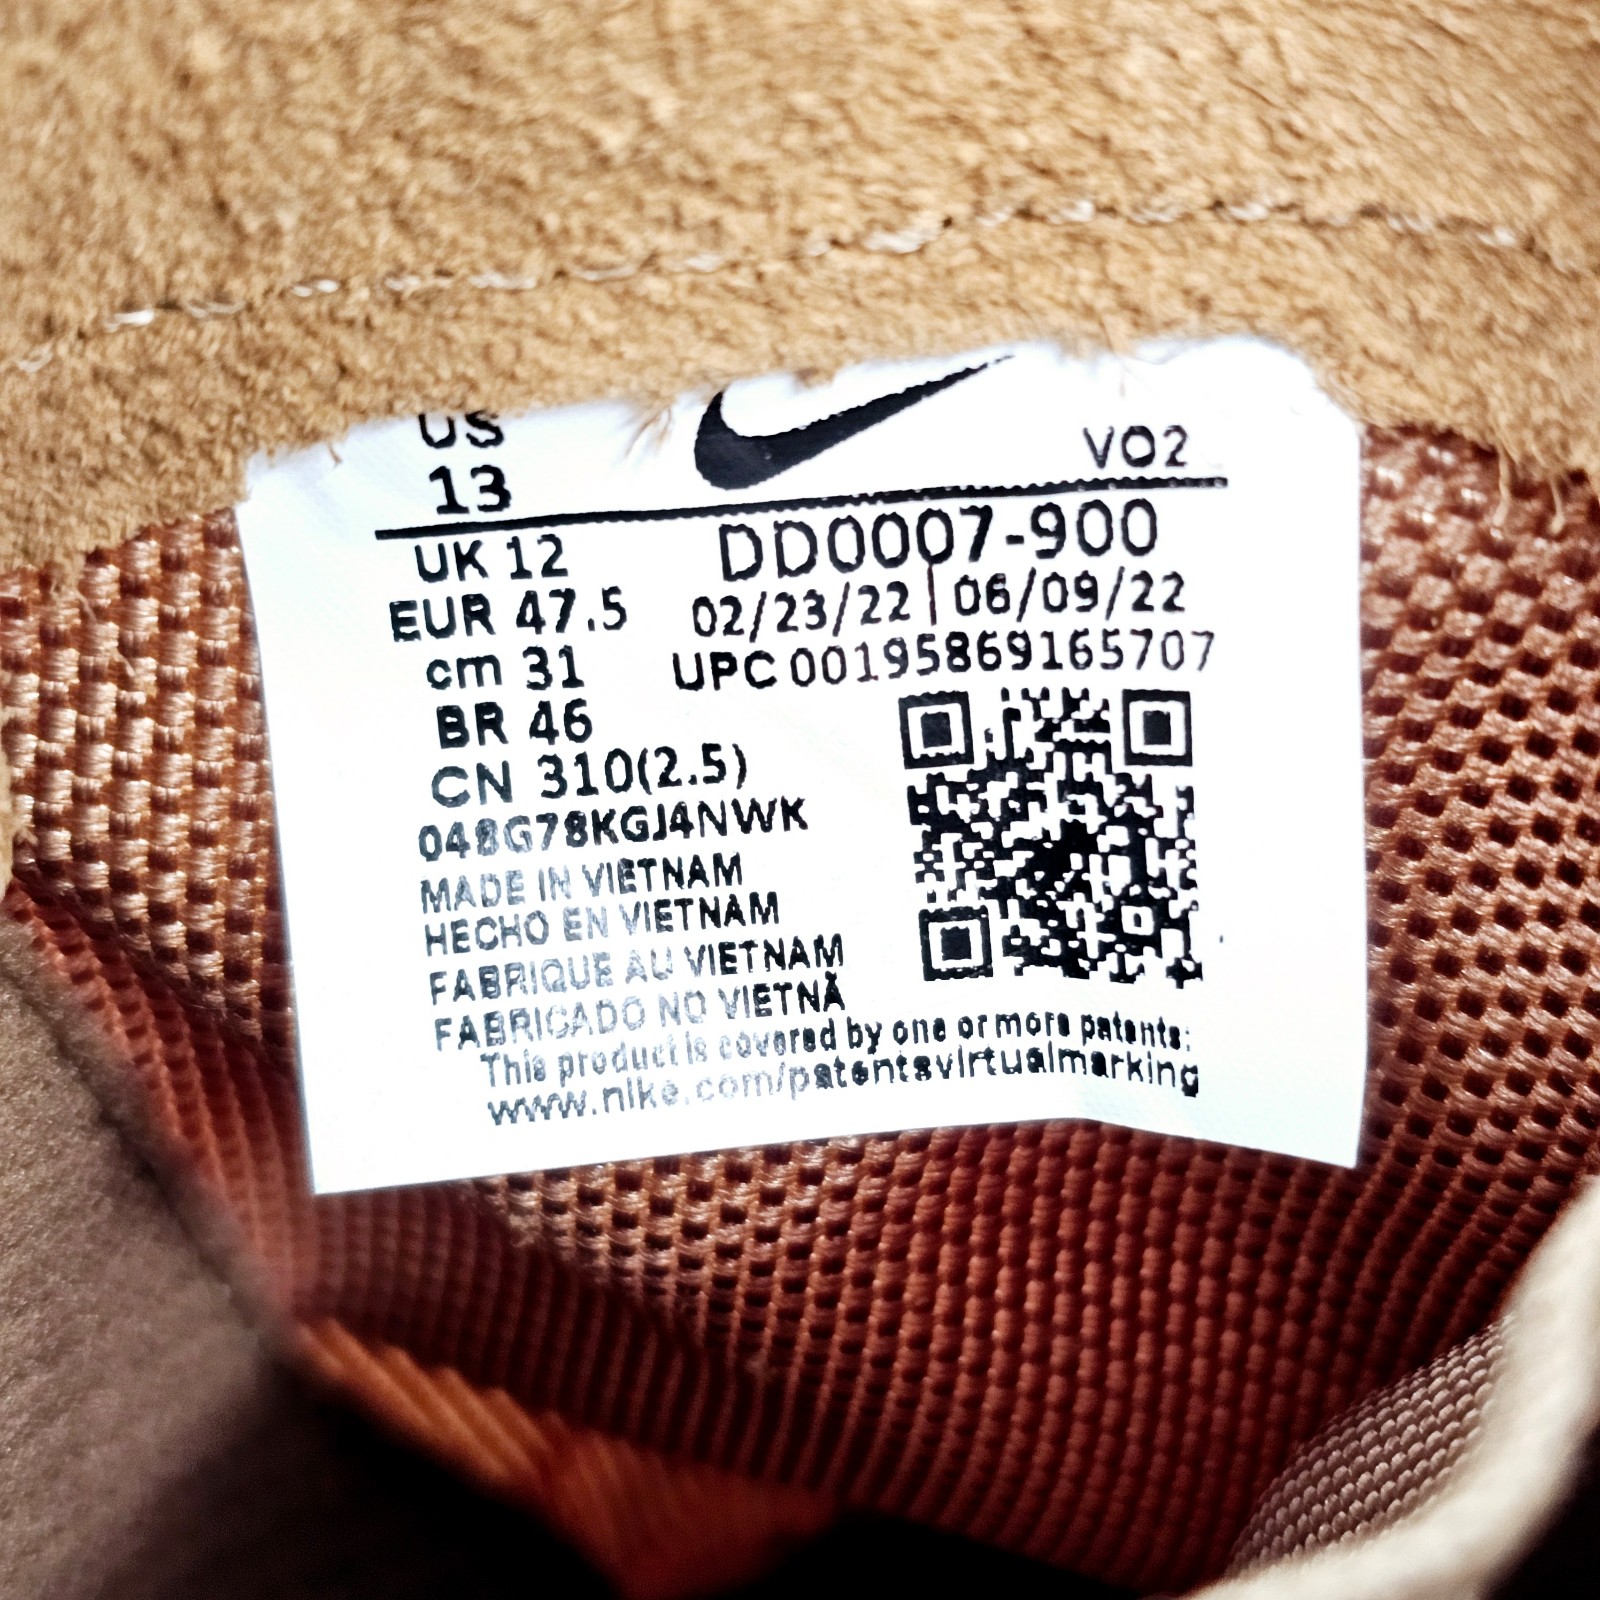 US
13
VO2
UK 12
DD0007-900
EUR 47.5
02/23/22 | 06/09/22
cm 31
UPC 001958691 65707
BR 46
CN 310(2.5)
048G78KGJ4NWK
MADE IN VIETNAM
HECHO EN VIETNAM
FABRIQUE AU VIETNAM
FABRICADO NO VIETNÃ
This product is covered by one or more patents:
www.nike.com/patentsvirtualmarking